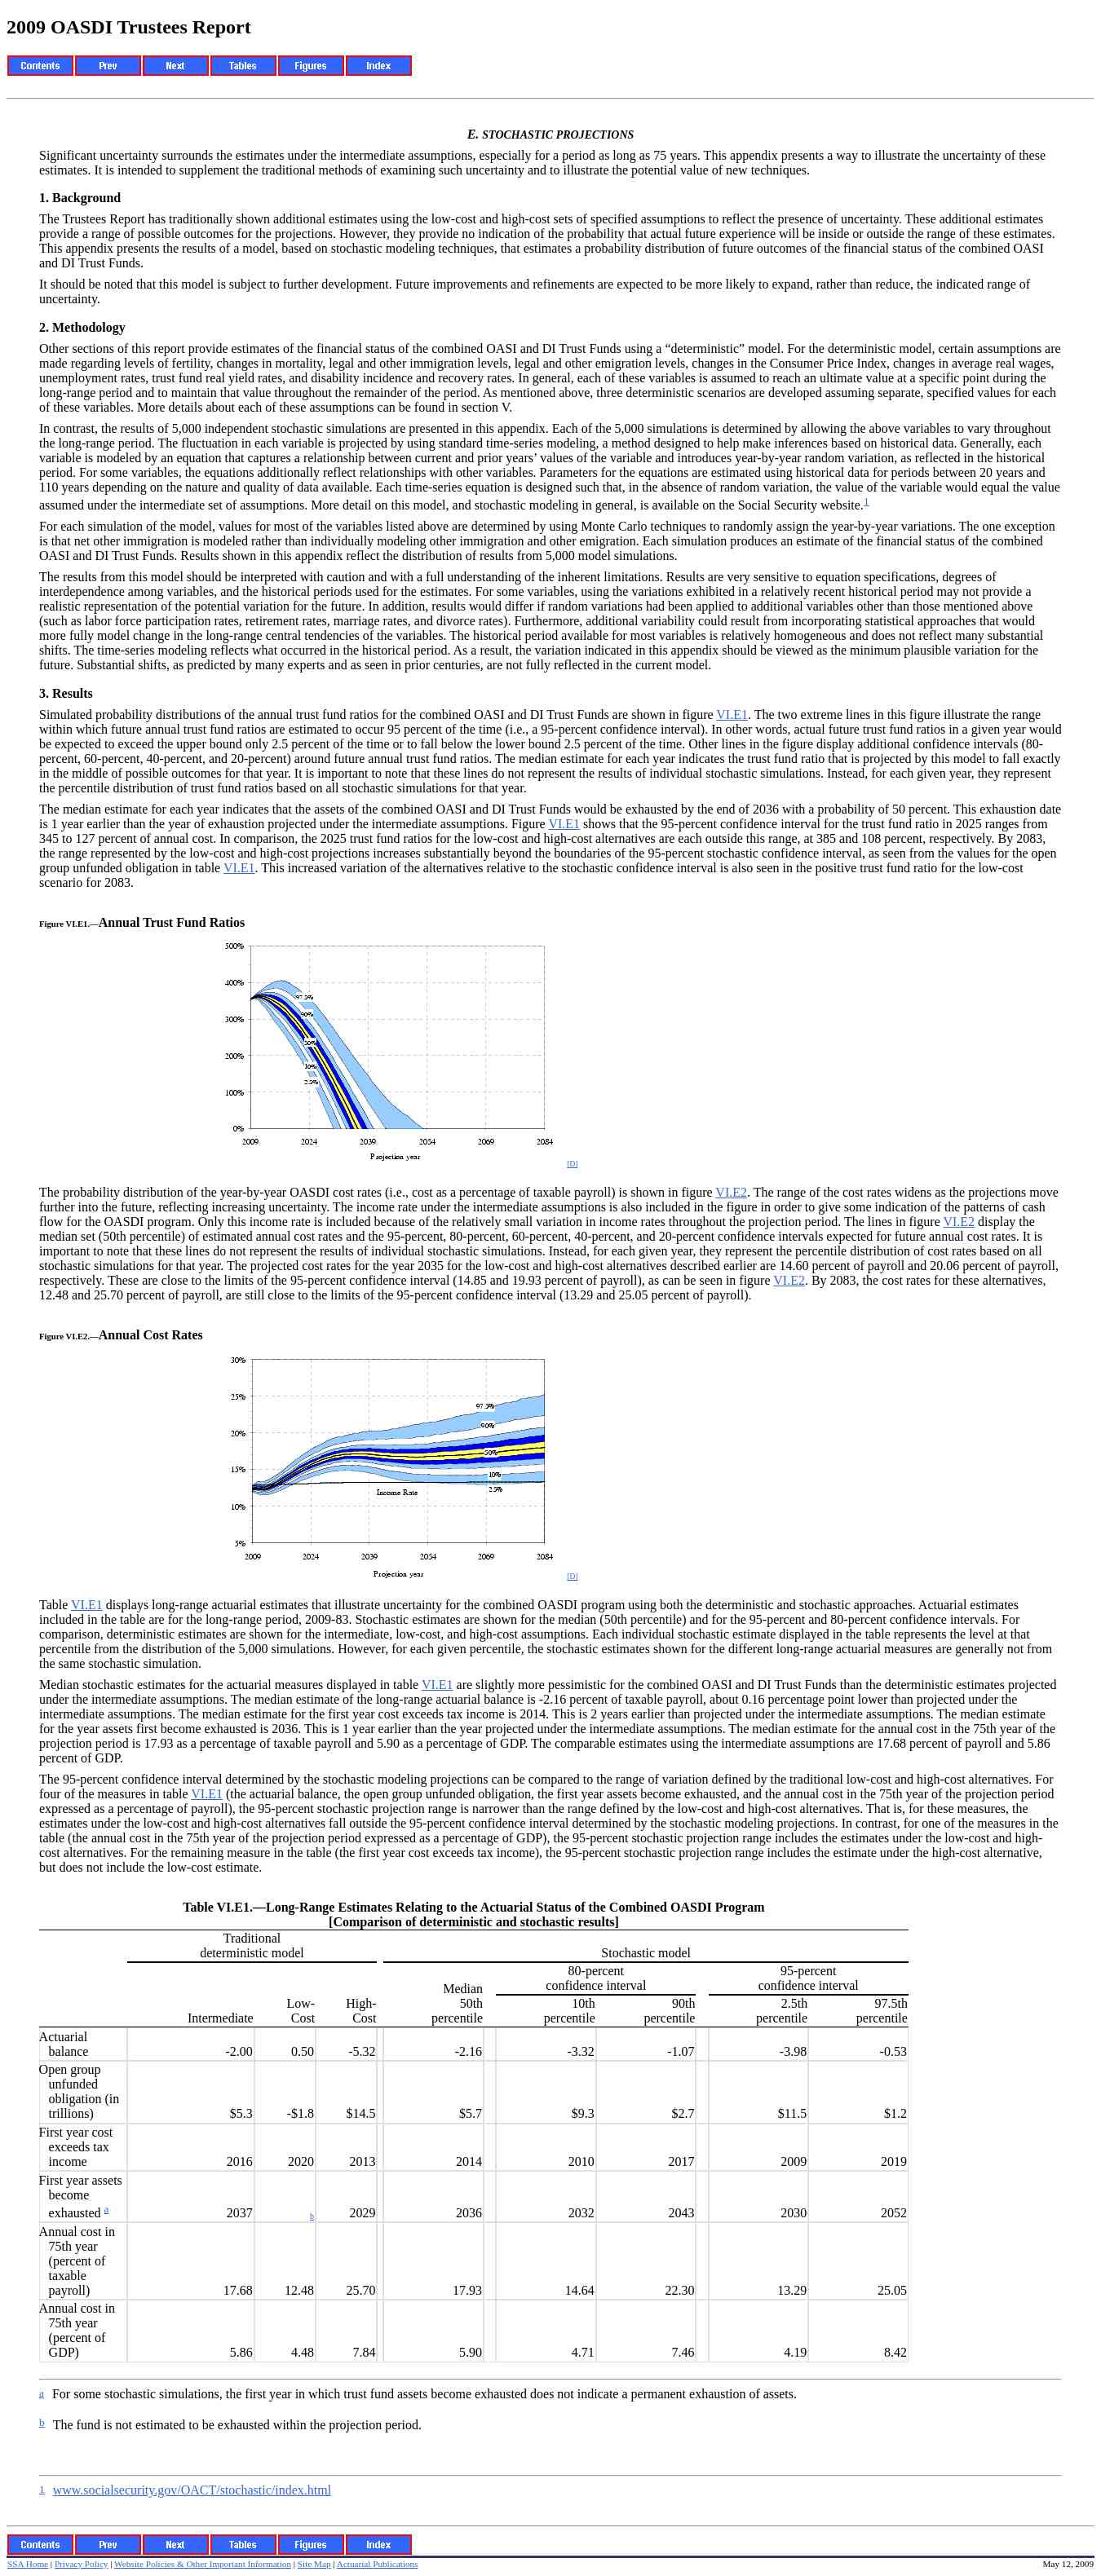 2009 OASDI Trustees Report
Contents Prev Next Tables Figures Index
E. STOCHASTIC PROJECTIONS
Significant uncertainty surrounds the estimates under the intermediate assumptions, especially for a period as long as 75 years. This appendix presents a way to illustrate the uncertainty of these
estimates. It is intended to supplement the traditional methods of examining such uncertainty and to illustrate the potential value of new techniques.
1. Background
The Trustees Report has traditionally shown additional estimates using the low-cost and high-cost sets of specified assumptions to reflect the presence of uncertainty. These additional estimates
provide a range of possible outcomes for the projections. However, they provide no indication of the probability that actual future experience will be inside or outside the range of these estimates.
This appendix presents the results of a model, based on stochastic modeling techniques, that estimates a probability distribution of future outcomes of the financial status of the combined OASI
and DI Trust Funds.
It should be noted that this model is subject to further development. Future improvements and refinements are expected to be more likely to expand, rather than reduce, the indicated range of
uncertainty.
2. Methodology
Other sections of this report provide estimates of the financial status of the combined OASI and DI Trust Funds using a “deterministic” model. For the deterministic model, certain assumptions are
made regarding levels of fertility, changes in mortality, legal and other immigration levels, legal and other emigration levels, changes in the Consumer Price Index, changes in average real wages,
unemployment rates, trust fund real yield rates, and disability incidence and recovery rates. In general, each of these variables is assumed to reach an ultimate value at a specific point during the
long-range period and to maintain that value throughout the remainder of the period. As mentioned above, three deterministic scenarios are developed assuming separate, specified values for each
of these variables. More details about each of these assumptions can be found in section V.
In contrast, the results of 5,000 independent stochastic simulations are presented in this appendix. Each of the 5,000 simulations is determined by allowing the above variables to vary throughout
the long-range period. The fluctuation in each variable is projected by using standard time-series modeling, a method designed to help make inferences based on historical data. Generally, each
variable is modeled by an equation that captures a relationship between current and prior years’ values of the variable and introduces year-by-year random variation, as reflected in the historical
period. For some variables, the equations additionally reflect relationships with other variables. Parameters for the equations are estimated using historical data for periods between 20 years and
110 years depending on the nature and quality of data available. Each time-series equation is designed such that, in the absence of random variation, the value of the variable would equal the value
assumed under the intermediate set of assumptions. More detail on this model, and stochastic modeling in general, is available on the Social Security website.1
For each simulation of the model, values for most of the variables listed above are determined by using Monte Carlo techniques to randomly assign the year-by-year variations. The one exception
is that net other immigration is modeled rather than individually modeling other immigration and other emigration. Each simulation produces an estimate of the financial status of the combined
OASI and DI Trust Funds. Results shown in this appendix reflect the distribution of results from 5,000 model simulations.
The results from this model should be interpreted with caution and with a full understanding of the inherent limitations. Results are very sensitive to equation specifications, degrees of
interdependence among variables, and the historical periods used for the estimates. For some variables, using the variations exhibited in a relatively recent historical period may not provide a
realistic representation of the potential variation for the future. In addition, results would differ if random variations had been applied to additional variables other than those mentioned above
(such as labor force participation rates, retirement rates, marriage rates, and divorce rates). Furthermore, additional variability could result from incorporating statistical approaches that would
more fully model change in the long-range central tendencies of the variables. The historical period available for most variables is relatively homogeneous and does not reflect many substantial
shifts. The time-series modeling reflects what occurred in the historical period. As a result, the variation indicated in this appendix should be viewed as the minimum plausible variation for the
future. Substantial shifts, as predicted by many experts and as seen in prior centuries, are not fully reflected in the current model.
3. Results
Simulated probability distributions of the annual trust fund ratios for the combined OASI and DI Trust Funds are shown in figure VI.E1. The two extreme lines in this figure illustrate the range
within which future annual trust fund ratios are estimated to occur 95 percent of the time (i.e., a 95-percent confidence interval). In other words, actual future trust fund ratios in a given year would
be expected to exceed the upper bound only 2.5 percent of the time or to fall below the lower bound 2.5 percent of the time. Other lines in the figure display additional confidence intervals (80-
percent, 60-percent, 40-percent, and 20-percent) around future annual trust fund ratios. The median estimate for each year indicates the trust fund ratio that is projected by this model to fall exactly
in the middle of possible outcomes for that year. It is important to note that these lines do not represent the results of individual stochastic simulations. Instead, for each given year, they represent
the percentile distribution of trust fund ratios based on all stochastic simulations for that year.
The median estimate for each year indicates that the assets of the combined OASI and DI Trust Funds would be exhausted by the end of 2036 with a probability of 50 percent. This exhaustion date
is 1 year earlier than the year of exhaustion projected under the intermediate assumptions. Figure VI.E1 shows that the 95-percent confidence interval for the trust fund ratio in 2025 ranges from
345 to 127 percent of annual cost. In comparison, the 2025 trust fund ratios for the low-cost and high-cost alternatives are each outside this range, at 385 and 108 percent, respectively. By 2083,
the range represented by the low-cost and high-cost projections increases substantially beyond the boundaries of the 95-percent stochastic confidence interval, as seen from the values for the open
group unfunded obligation in table VI.E1. This increased variation of the alternatives relative to the stochastic confidence interval is also seen in the positive trust fund ratio for the low-cost
scenario for 2083.
Figure VI.E1.—Annual Trust Fund Ratios
500%
400%
300%
200%
100%
0%
97.5%
90%
50%
10%
2.5%
2009 2024 2039 2054 2069 2084
Projection year
[D]
The probability distribution of the year-by-year OASDI cost rates (i.e., cost as a percentage of taxable payroll) is shown in figure VI.E2. The range of the cost rates widens as the projections move
further into the future, reflecting increasing uncertainty. The income rate under the intermediate assumptions is also included in the figure in order to give some indication of the patterns of cash
flow for the OASDI program. Only this income rate is included because of the relatively small variation in income rates throughout the projection period. The lines in figure VI.E2 display the
median set (50th percentile) of estimated annual cost rates and the 95-percent, 80-percent, 60-percent, 40-percent, and 20-percent confidence intervals expected for future annual cost rates. It is
important to note that these lines do not represent the results of individual stochastic simulations. Instead, for each given year, they represent the percentile distribution of cost rates based on all
stochastic simulations for that year. The projected cost rates for the year 2035 for the low-cost and high-cost alternatives described earlier are 14.60 percent of payroll and 20.06 percent of payroll,
respectively. These are close to the limits of the 95-percent confidence interval (14.85 and 19.93 percent of payroll), as can be seen in figure VI.E2. By 2083, the cost rates for these alternatives,
12.48 and 25.70 percent of payroll, are still close to the limits of the 95-percent confidence interval (13.29 and 25.05 percent of payroll).
Figure VI.E2.—Annual Cost Rates
30%
25%
20%
15%
10%
5%
97.5%
90%
50%
10%
2.5%
Income Rate
2009 2024 2039 2054 2069 2084
Projection year
[D]
Table VI.E1 displays long-range actuarial estimates that illustrate uncertainty for the combined OASDI program using both the deterministic and stochastic approaches. Actuarial estimates
included in the table are for the long-range period, 2009-83. Stochastic estimates are shown for the median (50th percentile) and for the 95-percent and 80-percent confidence intervals. For
comparison, deterministic estimates are shown for the intermediate, low-cost, and high-cost assumptions. Each individual stochastic estimate displayed in the table represents the level at that
percentile from the distribution of the 5,000 simulations. However, for each given percentile, the stochastic estimates shown for the different long-range actuarial measures are generally not from
the same stochastic simulation.
Median stochastic estimates for the actuarial measures displayed in table VI.E1 are slightly more pessimistic for the combined OASI and DI Trust Funds than the deterministic estimates projected
under the intermediate assumptions. The median estimate of the long-range actuarial balance is -2.16 percent of taxable payroll, about 0.16 percentage point lower than projected under the
intermediate assumptions. The median estimate for the first year cost exceeds tax income is 2014. This is 2 years earlier than projected under the intermediate assumptions. The median estimate
for the year assets first become exhausted is 2036. This is 1 year earlier than the year projected under the intermediate assumptions. The median estimate for the annual cost in the 75th year of the
projection period is 17.93 as a percentage of taxable payroll and 5.90 as a percentage of GDP. The comparable estimates using the intermediate assumptions are 17.68 percent of payroll and 5.86
percent of GDP.
The 95-percent confidence interval determined by the stochastic modeling projections can be compared to the range of variation defined by the traditional low-cost and high-cost alternatives. For
four of the measures in table VI.E1 (the actuarial balance, the open group unfunded obligation, the first year assets become exhausted, and the annual cost in the 75th year of the projection period
expressed as a percentage of payroll), the 95-percent stochastic projection range is narrower than the range defined by the low-cost and high-cost alternatives. That is, for these measures, the
estimates under the low-cost and high-cost alternatives fall outside the 95-percent confidence interval determined by the stochastic modeling projections. In contrast, for one of the measures in the
table (the annual cost in the 75th year of the projection period expressed as a percentage of GDP), the 95-percent stochastic projection range includes the estimates under the low-cost and high-
cost alternatives. For the remaining measure in the table (the first year cost exceeds tax income), the 95-percent stochastic projection range includes the estimate under the high-cost alternative,
but does not include the low-cost estimate.
Table VI.E1.—Long-Range Estimates Relating to the Actuarial Status of the Combined OASDI Program
[Comparison of deterministic and stochastic results]
Traditional
deterministic model Stochastic model
80-percent 95-percent
Median confidence interval confidence interval
Low- High- 50th 10th 90th 2.5th 97.5th
Intermediate Cost Cost percentile percentile percentile percentile percentile
Actuarial
balance -2.00 0.50 -5.32 -2.16 -3.32 -1.07 -3.98 -0.53
Open group
unfunded
obligation (in
trillions) $5.3 -$1.8 $14.5 $5.7 $9.3 $2.7 $11.5 $1.2
First year cost
exceeds tax
income 2016 2020 2013 2014 2010 2017 2009 2019
First year assets
become
exhausted a 2037 b 2029 2036 2032 2043 2030 2052
Annual cost in
75th year
(percent of
taxable
payroll) 17.68 12.48 25.70 17.93 14.64 22.30 13.29 25.05
Annual cost in
75th year
(percent of
GDP) 5.86 4.48 7.84 5.90 4.71 7.46 4.19 8.42
a For some stochastic simulations, the first year in which trust fund assets become exhausted does not indicate a permanent exhaustion of assets.
b The fund is not estimated to be exhausted within the projection period.
1 www.socialsecurity.gov/OACT/stochastic/index.html
Contents Prev Next Tables Figures Index
SSA Home | Privacy Policy | Website Policies & Other Important Information | Site Map | Actuarial Publications May 12, 2009